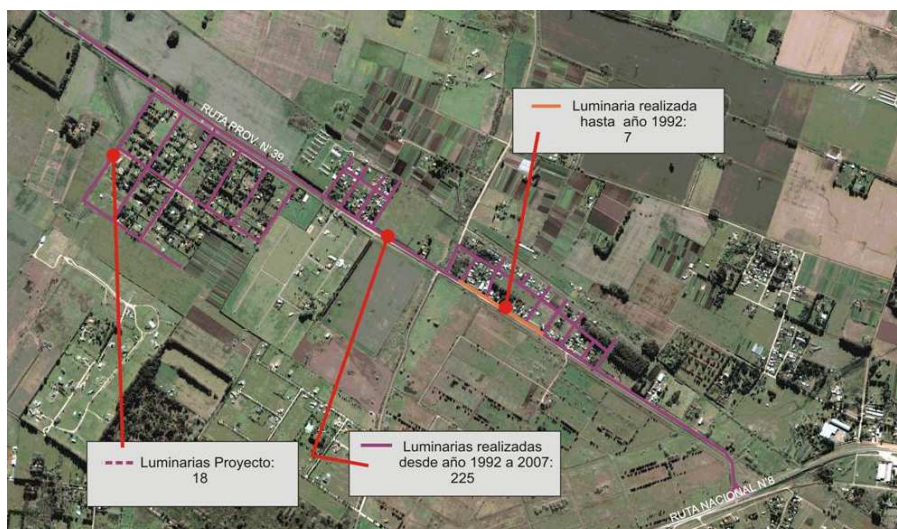 RUTA PROV. N° 39
Luminaria realizada
hasta año 1992:
7
Luminarias Proyecto:
18
Luminarias realizadas
desde año 1992 a 2007:
225
RUTA NACIONAL N°8